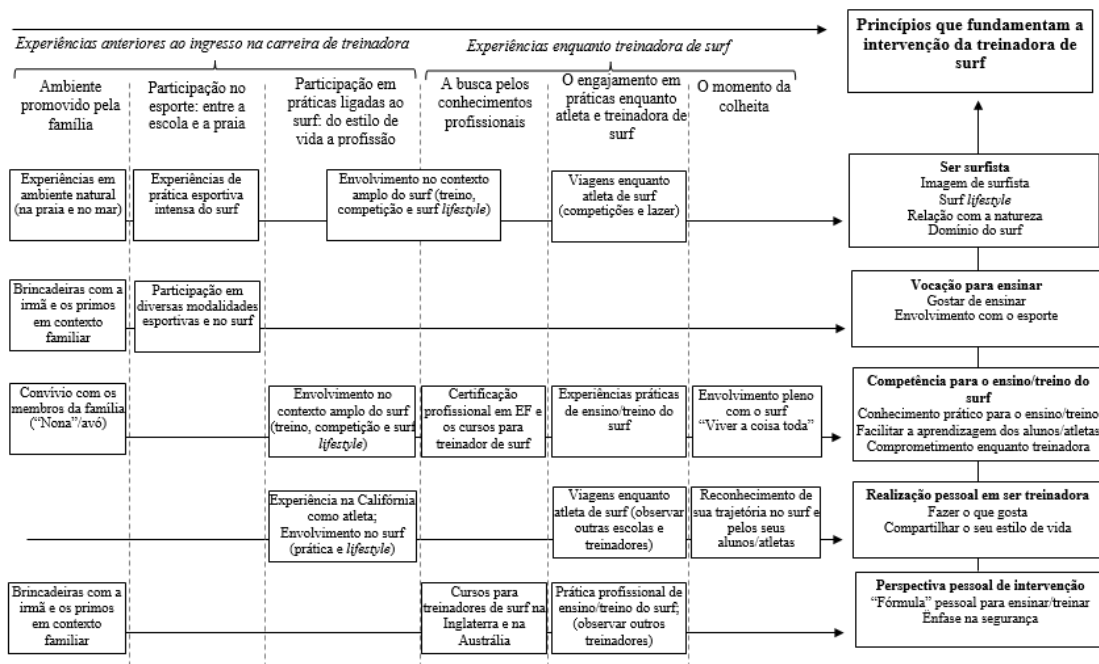 Experiências anteriores ao ingresso na carreira de treinadora
Experiências enquanto treinadora de surf
Princípios que fundamentam a
intervenção da treinadora de
surf
Ambiente
promovido pela
família
Participação no
esporte: entre a
escola e a praia
Participação em
práticas ligadas ao
surf: do estilo de
vida a profissão
A busca pelos
conhecimentos
profissionais
O engajamento em
práticas enquanto
atleta e treinadora de
surf
O momento da
colheita
Experiências em
ambiente natural
(na praia e no mar)
Experiências de
prática esportiva
intensa do surf
Envolvimento no contexto
amplo do surf (treino,
competição e surf lifestyle)
Viagens enquanto
atleta de surf
(competições e lazer)
Ser surfista
Imagem de surfista
Surf lifestyle
Relação com a natureza
Domínio do surf
Brincadeiras com a
irmã e os primos
em contexto
familiar
Participação em
diversas modalidades
esportivas e no surf
Vocação para ensinar
Gostar de ensinar
Envolvimento com o esporte
Convívio com os
membros da família
(“Nona”/avó)
Envolvimento no
contexto amplo do surf
(treino, competição e surf
lifestyle)
Certificação
profissional em EF e
os cursos para
treinador de surf
Experiências práticas
de ensino/treino do
surf
Envolvimento pleno
com o surf
“Viver a coisa toda”
Competência para o ensino/treino do
surf
Conhecimento prático para o ensino/treino
Facilitar a aprendizagem dos alunos/atletas
Comprometimento enquanto treinadora
Experiência na Califórnia
como atleta;
Envolvimento no surf
(prática e lifestyle)
Viagens enquanto
atleta de surf (observar
outras escolas e
treinadores)
Reconhecimento de
sua trajetória no surf e
pelos seus
alunos/atletas
Realização pessoal em ser treinadora
Fazer o que gosta
Compartilhar o seu estilo de vida
Brincadeiras com a
irmã e os primos
em contexto
familiar
Cursos para
treinadores de surf na
Inglaterra e na
Austrália
Prática profissional de
ensino/treino do surf;
(observar outros
treinadores)
Perspectiva pessoal de intervenção
“Fórmula” pessoal para ensinar/treinar
Ênfase na segurança